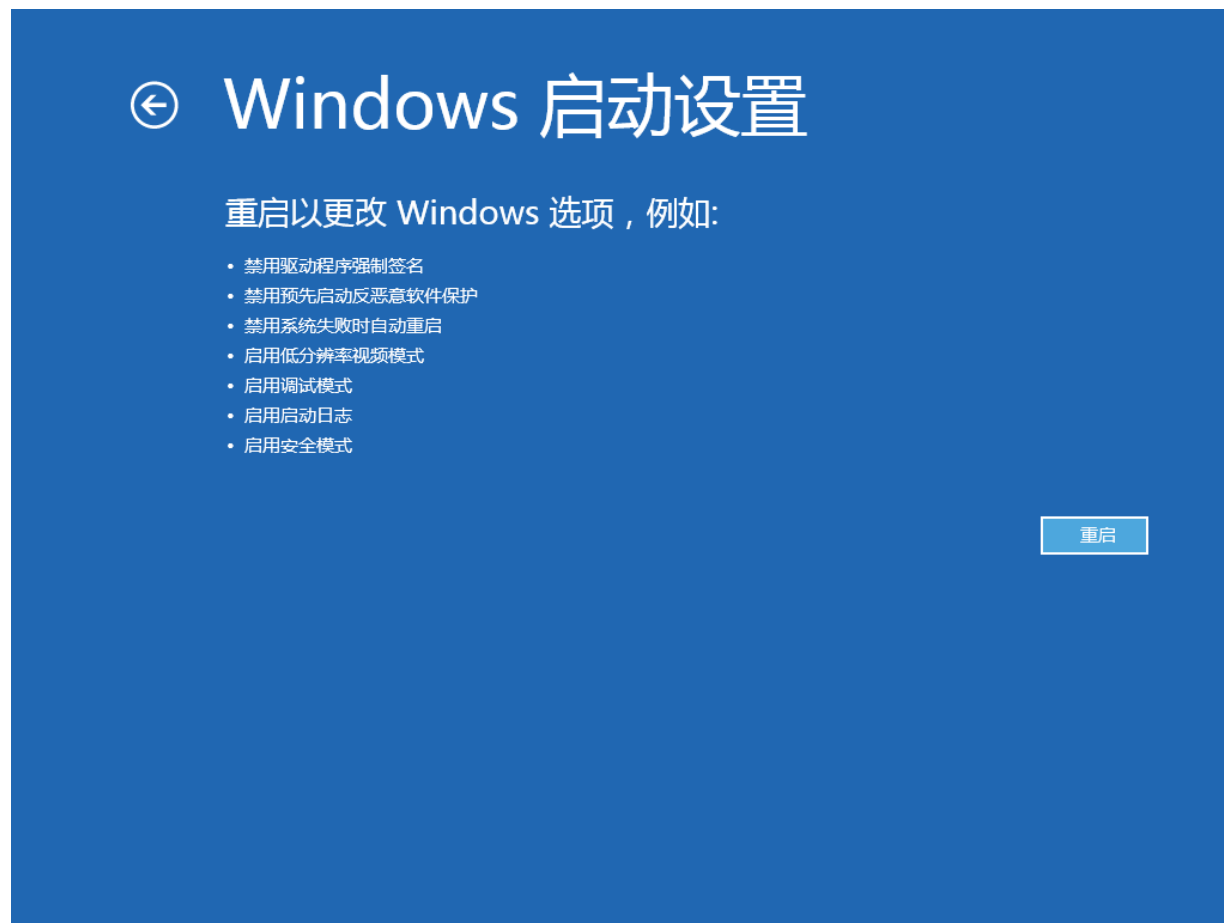 Windows 启动设置
重启以更改 Windows 选项，例如:
• 禁用驱动程序强制签名
• 禁用预先启动反恶意软件保护
• 禁用系统失败时自动重启
• 启用低分辨率视频模式
• 启用调试模式
• 启用启动日志
• 启用安全模式
重启